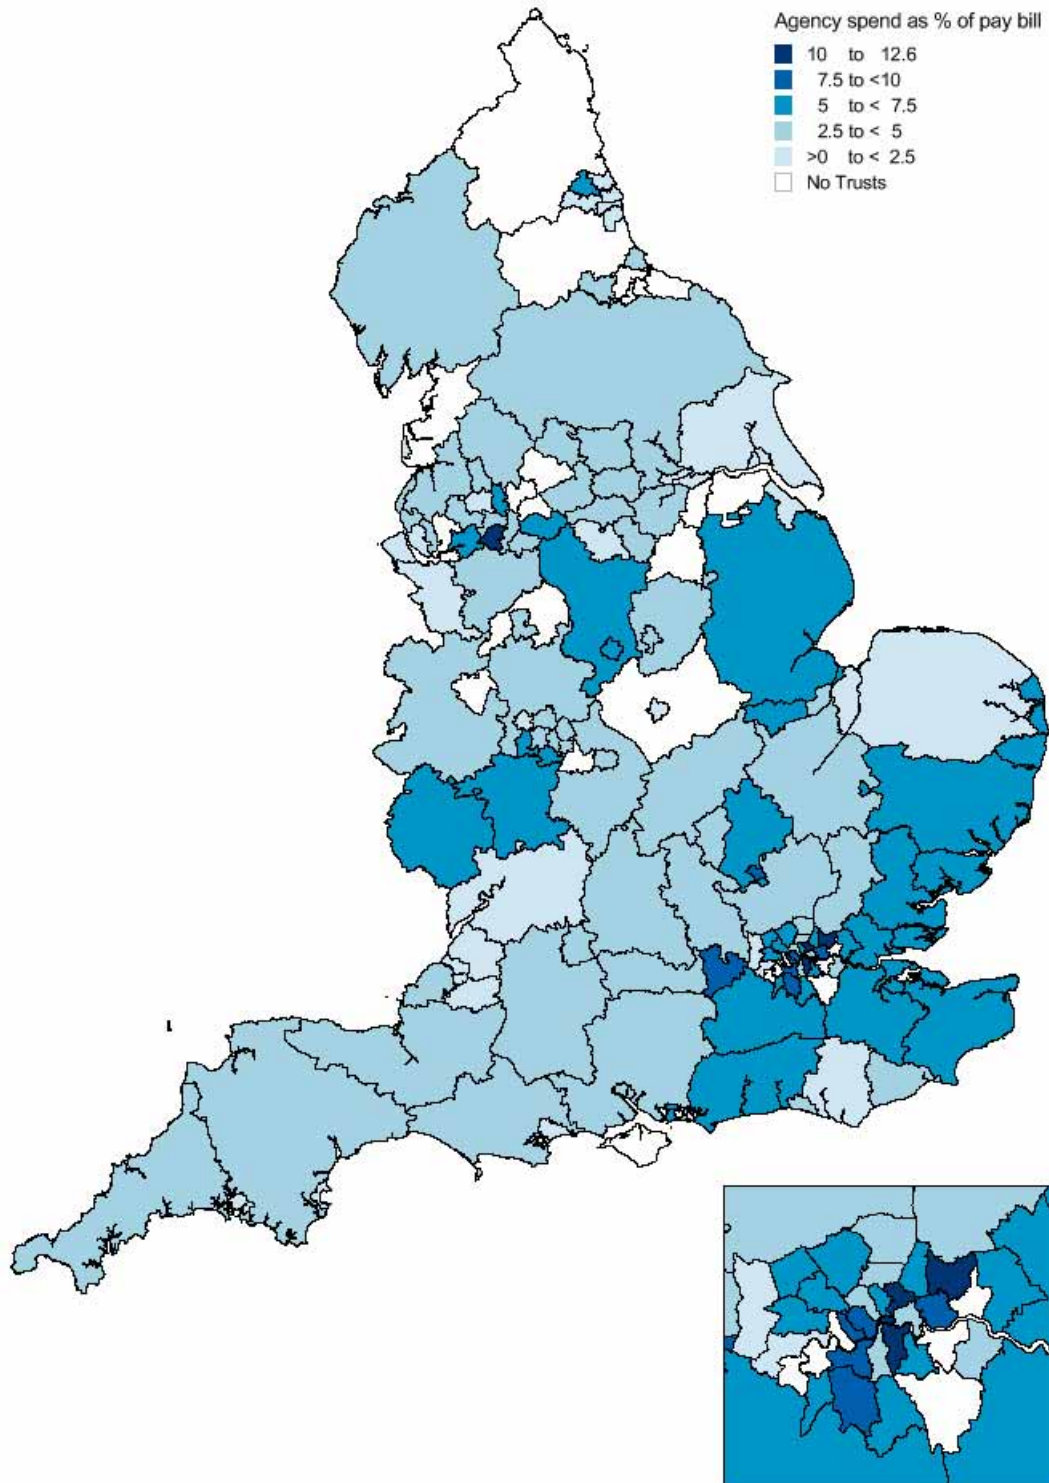 Agency spend as % of pay bill
10 to 12.6
7.5 to <10
5 to < 7.5
2.5 to < 5
>0 to < 2.5
No Trusts